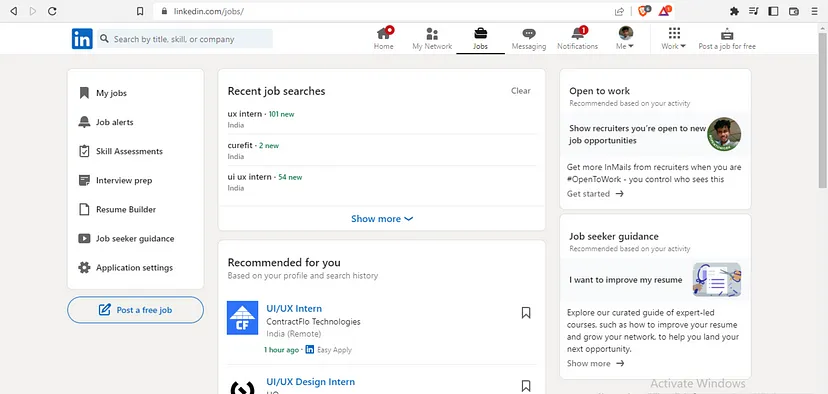 linkedin.com/jobs/
in
Search by title, skill, or company
Home
My Network
Jobs
Messaging
1
Notifications
Me
Work
Post a job for free
My jobs
Job alerts
Skill Assessments
Interview prep
Resume Builder
Job seeker guidance
Application settings
Post a free job
Recent job searches
Clear
ux intern · 101 new
India
curefit · 2 new
India
ui ux intern · 54 new
India
Show more
Recommended for you
Based on your profile and search history
CF
UI/UX Intern
ContractFlo Technologies
India (Remote)
1 hour ago · in Easy Apply
UI/UX Design Intern
Open to work
Recommended based on your activity
Show recruiters you're open to new
job opportunities
Get more InMails from recruiters when you are
#OpenToWork - you control who sees this
Get started →
Job seeker guidance
Recommended based on your activity
I want to improve my resume
Explore our curated guide of expert-led
courses, such as how to improve your resume
and grow your network, to help you land your
next opportunity.
Show more →
Activate Windows